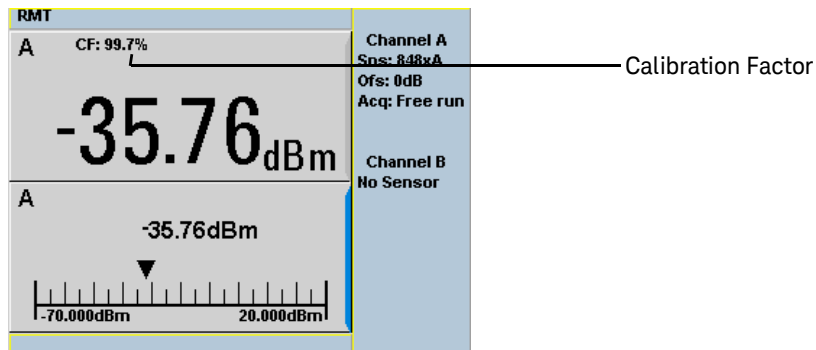 RMT
A CF: 99.7%
-35.76dBm
A
-35.76dBm
-70.000dBm 20.000dBm
Channel A
Sns: 848xA
Ofs: 0dB
Acq: Free run
Channel B
No Sensor
Calibration Factor